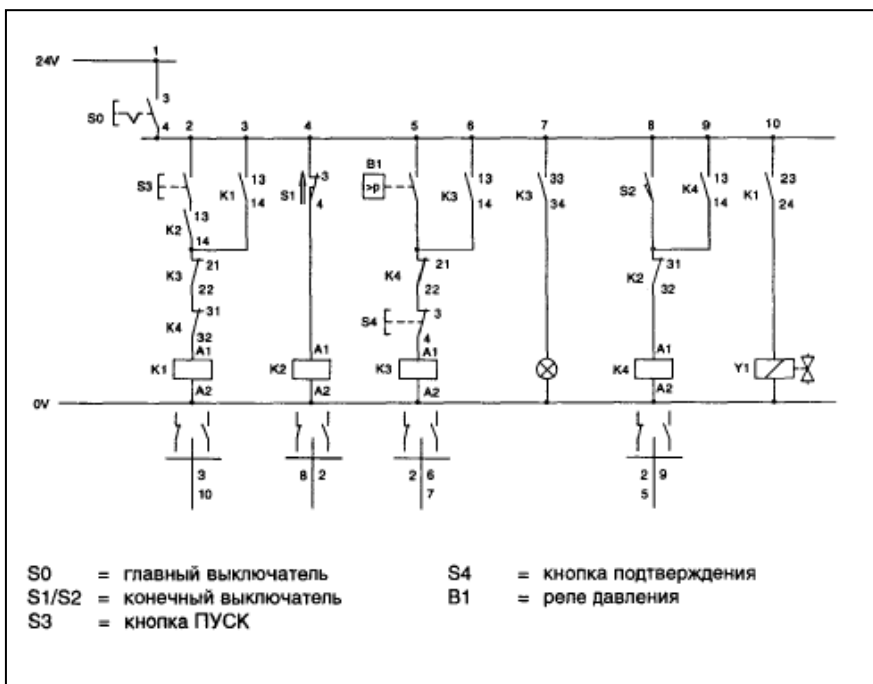 1
24V
3
S0
4
2 3 4 5 6 7 8 9 10
S3
K1 13
14
S1 3
4
B1
>p
K3 13
14
K3 33
34
S2
K4 13
14
K1 23
24
K2 13
14
K3 21
22
K4 21
22
K2 31
32
K4 31
32
S4 3
4
A1 A1 A1 A1
K1 K2 K3 K4 Y1
A2 A2 A2 A2
0V
3 8 2 2 6 2 9
10 7 5
S0 = главный выключатель
S1/S2 = конечный выключатель
S3 = кнопка ПУСК
S4 = кнопка подтверждения
B1 = реле давления